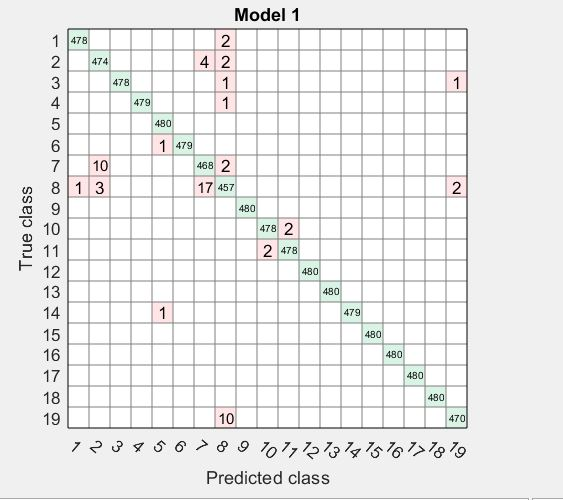 Model 1
1 478 2
2 474 4 2
3 478 1 1
4 479 1
5 480
6 1 479
7 10 468 2
8 1 3 17 457 2
9 480
10 478 2
11 2 478
12 480
13 480
14 1 479
15 480
16 480
17 480
18 480
19 10 470
True class
1 2 3 4 5 6 7 8 9 10 11 12 13 14 15 16 17 18 19
Predicted class